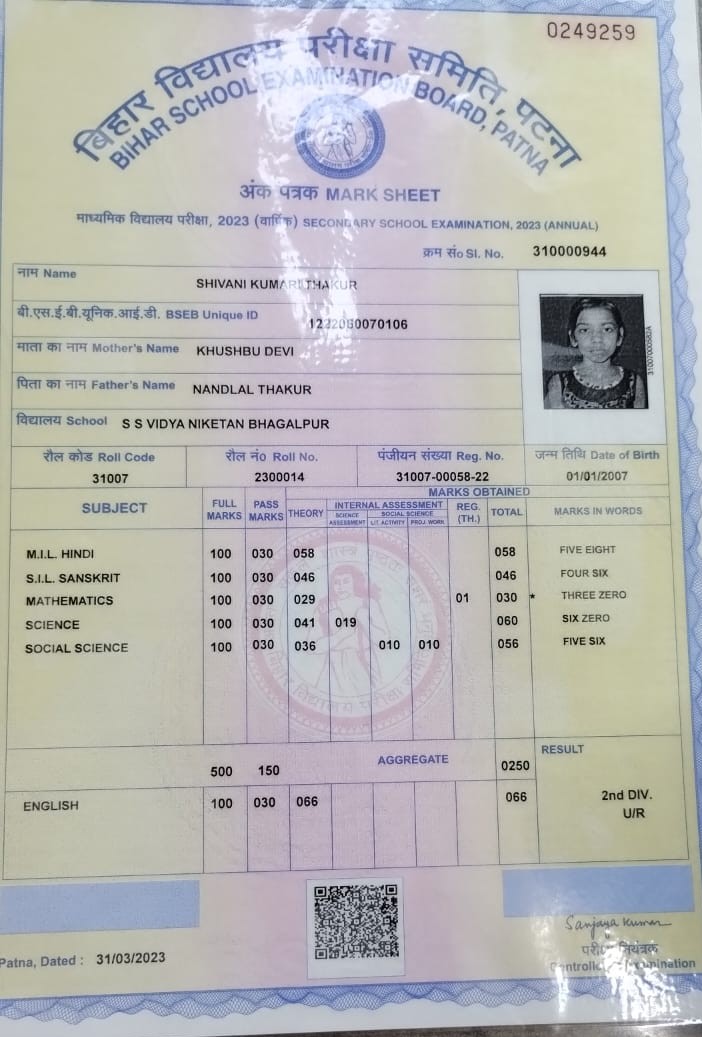 0249259
बिहार विद्यालय परीक्षा समिति, पटना
BIHAR SCHOOL EXAMINATION BOARD, PATNA
अंक पत्रक MARK SHEET
माध्यमिक विद्यालय परीक्षा, 2023 (वार्षिक) SECONDARY SCHOOL EXAMINATION, 2023 (ANNUAL)
क्रम सं० Sl. No. 310000944
नाम Name SHIVANI KUMARI THAKUR
बी.एस.ई.बी.यूनिक.आई.डी. BSEB Unique ID 1222080070106
माता का नाम Mother's Name KHUSHBU DEVI
पिता का नाम Father's Name NANDLAL THAKUR
विद्यालय School S S VIDYA NIKETAN BHAGALPUR
रौल कोड Roll Code रौल नं० Roll No. पंजीयन संख्या Reg. No. जन्म तिथि Date of Birth
31007 2300014 31007-00058-22 01/01/2007
SUBJECT FULL MARKS PASS MARKS MARKS OBTAINED
THEORY INTERNAL ASSESSMENT REG. (TH.) TOTAL MARKS IN WORDS
SCIENCE ASSESSMENT SOCIAL SCIENCE
LIT. ACTIVITY PROJ. WORK
M.I.L. HINDI 100 030 058 058 FIVE EIGHT
S.I.L. SANSKRIT 100 030 046 046 FOUR SIX
MATHEMATICS 100 030 029 01 030 * THREE ZERO
SCIENCE 100 030 041 019 060 SIX ZERO
SOCIAL SCIENCE 100 030 036 010 010 056 FIVE SIX
500 150 AGGREGATE 0250 RESULT
ENGLISH 100 030 066 066 2nd DIV.
U/R
Sanjaya Kumar
परीक्षा नियंत्रक
Patna, Dated : 31/03/2023